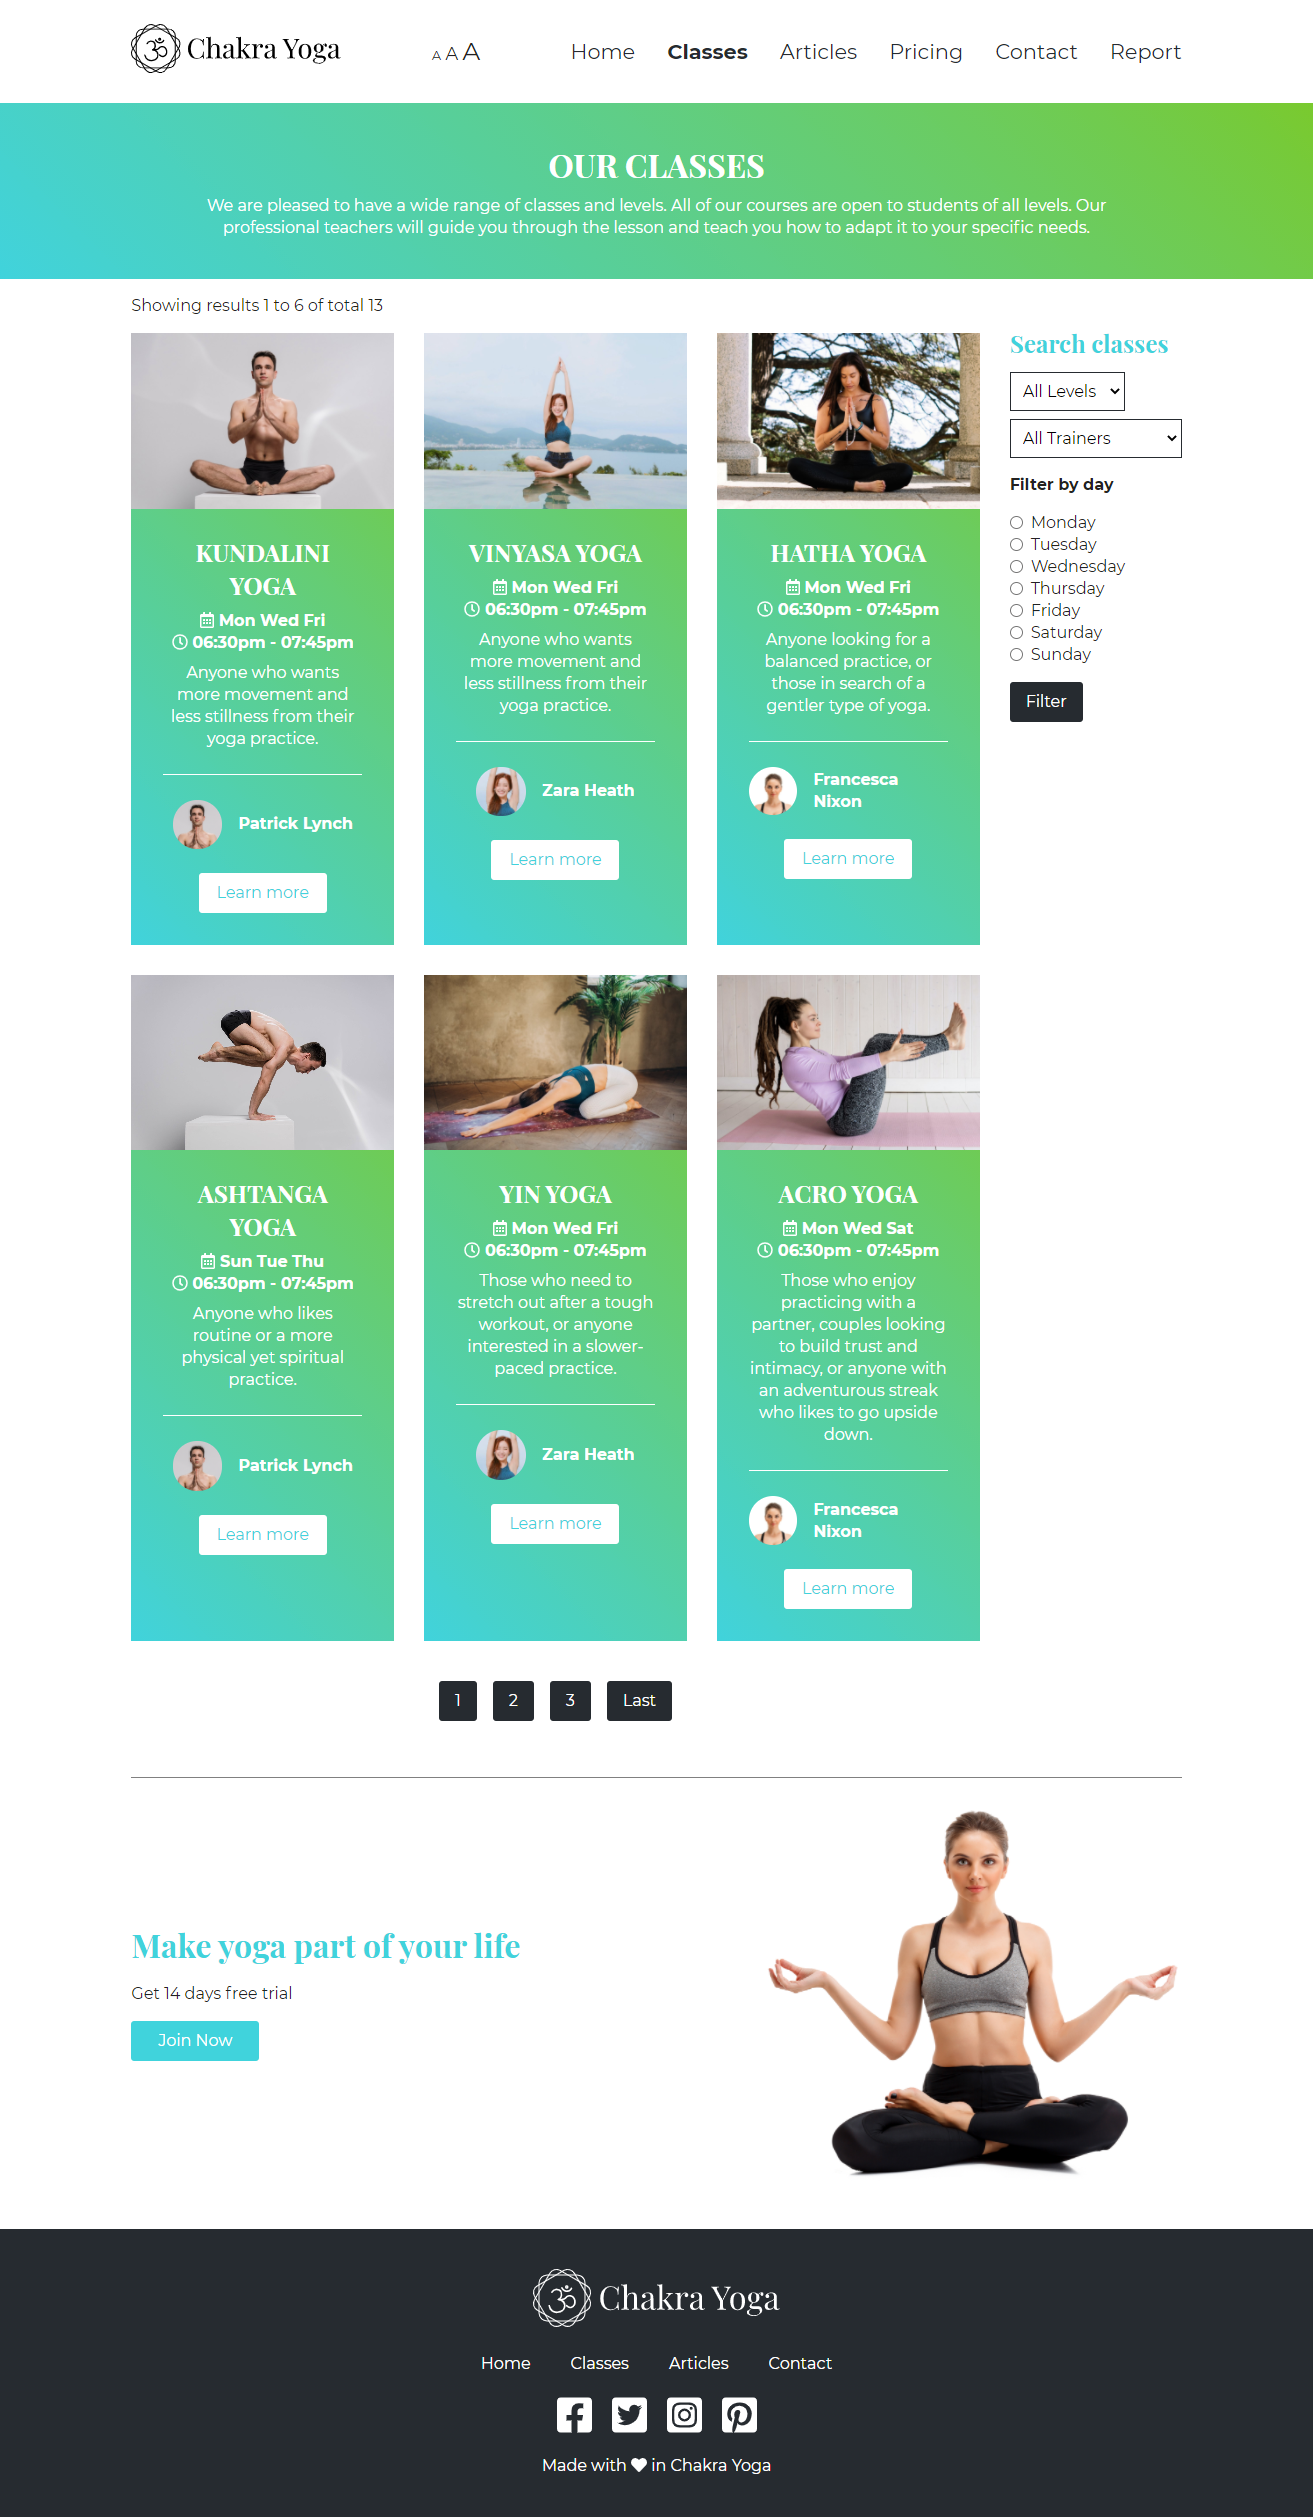 Chakra Yoga
A A A
Home Classes Articles Pricing Contact Report
OUR CLASSES
We are pleased to have a wide range of classes and levels. All of our courses are open to students of all levels. Our
professional teachers will guide you through the lesson and teach you how to adapt it to your specific needs.
Showing results 1 to 6 of total 13
KUNDALINI
YOGA
Mon Wed Fri
06:30pm - 07:45pm
Anyone who wants
more movement and
less stillness from their
yoga practice.
Patrick Lynch
Learn more
VINYASA YOGA
Mon Wed Fri
06:30pm - 07:45pm
Anyone who wants
more movement and
less stillness from their
yoga practice.
Zara Heath
Learn more
HATHA YOGA
Mon Wed Fri
06:30pm - 07:45pm
Anyone looking for a
balanced practice, or
those in search of a
gentler type of yoga.
Francesca
Nixon
Learn more
Search classes
All Levels
All Trainers
Filter by day
Monday
Tuesday
Wednesday
Thursday
Friday
Saturday
Sunday
Filter
ASHTANGA
YOGA
Sun Tue Thu
06:30pm - 07:45pm
Anyone who likes
routine or a more
physical yet spiritual
practice.
Patrick Lynch
Learn more
YIN YOGA
Mon Wed Fri
06:30pm - 07:45pm
Those who need to
stretch out after a tough
workout, or anyone
interested in a slower-
paced practice.
Zara Heath
Learn more
ACRO YOGA
Mon Wed Sat
06:30pm - 07:45pm
Those who enjoy
practicing with a
partner, couples looking
to build trust and
intimacy, or anyone with
an adventurous streak
who likes to go upside
down.
Francesca
Nixon
Learn more
1 2 3 Last
Make yoga part of your life
Get 14 days free trial
Join Now
ॐ Chakra Yoga
Home Classes Articles Contact
Made with ♥ in Chakra Yoga